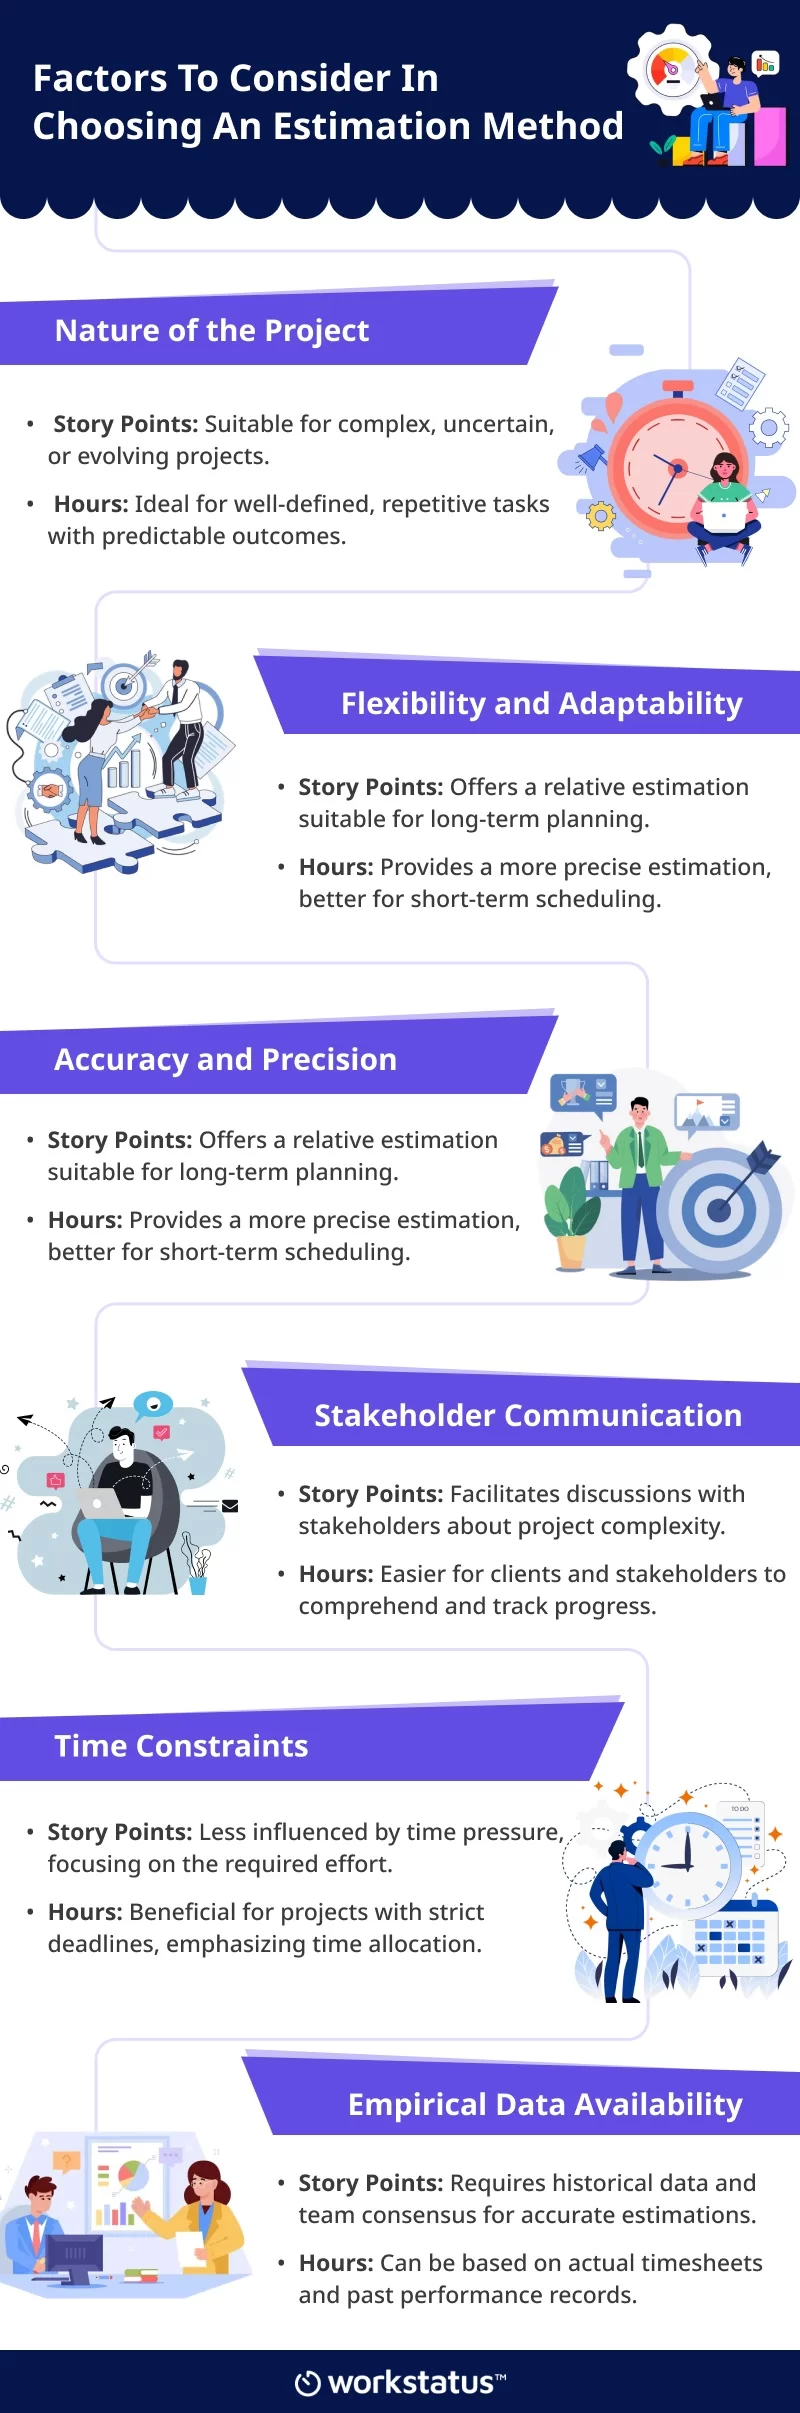 Factors To Consider In
Choosing An Estimation Method
Nature of the Project
• Story Points: Suitable for complex, uncertain,
or evolving projects.
• Hours: Ideal for well-defined, repetitive tasks
with predictable outcomes.
Flexibility and Adaptability
• Story Points: Offers a relative estimation
suitable for long-term planning.
• Hours: Provides a more precise estimation,
better for short-term scheduling.
Accuracy and Precision
• Story Points: Offers a relative estimation
suitable for long-term planning.
• Hours: Provides a more precise estimation,
better for short-term scheduling.
Stakeholder Communication
• Story Points: Facilitates discussions with
stakeholders about project complexity.
• Hours: Easier for clients and stakeholders to
comprehend and track progress.
Time Constraints
• Story Points: Less influenced by time pressure,
focusing on the required effort.
• Hours: Beneficial for projects with strict
deadlines, emphasizing time allocation.
TO DO
Empirical Data Availability
• Story Points: Requires historical data and
team consensus for accurate estimations.
• Hours: Can be based on actual timesheets
and past performance records.
workstatus™